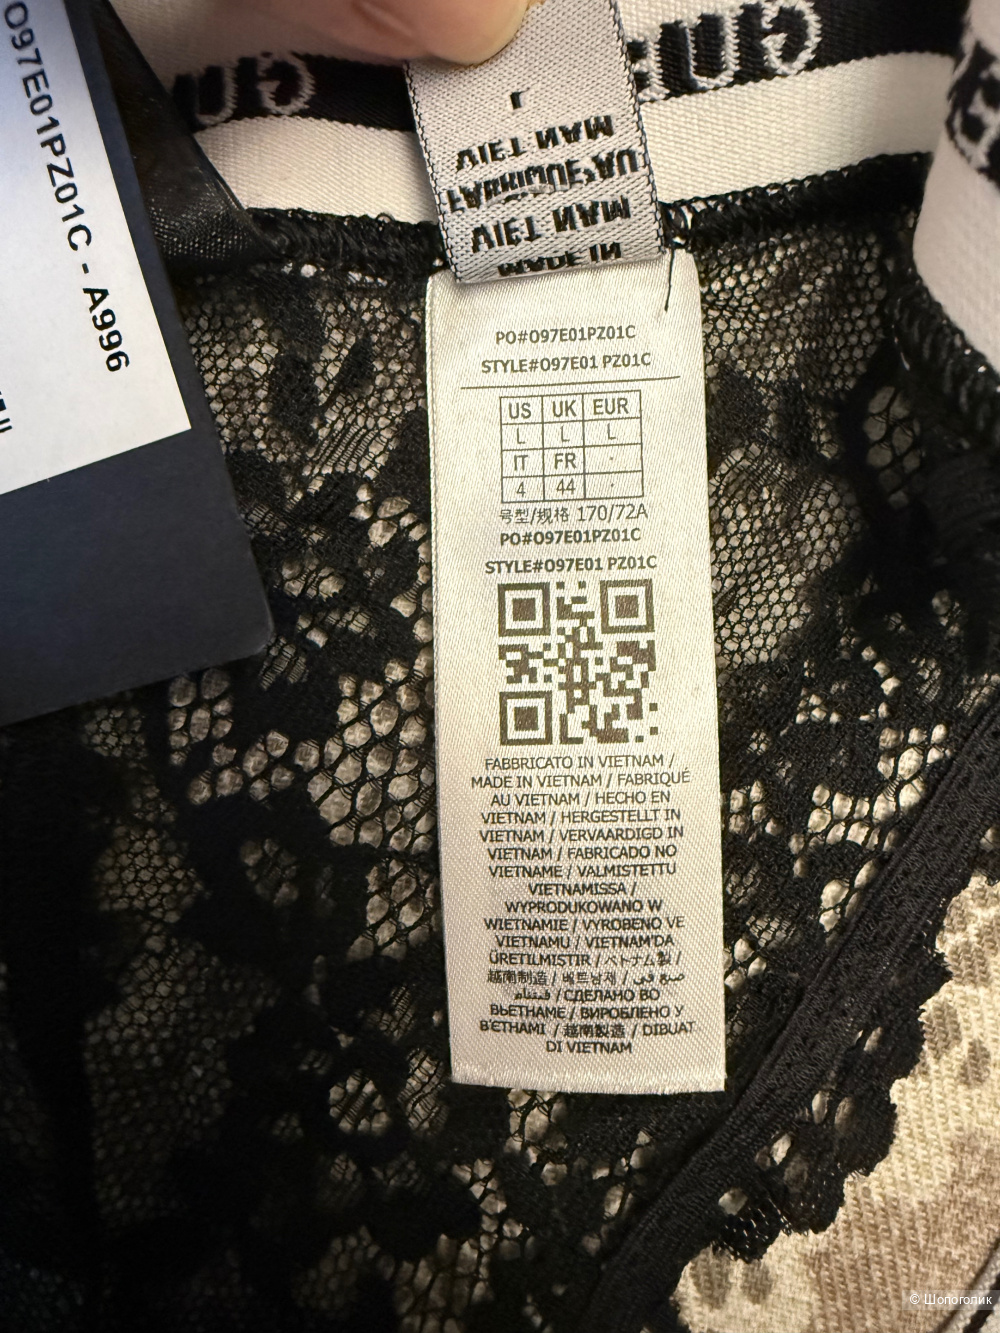 O97E01PZ01C - A996
L
VIET NAM
FABRIQUE AU
VIET NAM
MADE IN
PO#O97E01PZ01C
STYLE#O97E01 PZ01C
US UK EUR
L L L
IT FR -
4 44 -
号型/规格 170/72A
PO#O97E01PZ01C
STYLE#O97E01 PZ01C
FABBRICATO IN VIETNAM /
MADE IN VIETNAM / FABRIQUÉ
AU VIETNAM / HECHO EN
VIETNAM / HERGESTELLT IN
VIETNAM / VERVAARDIGD IN
VIETNAM / FABRICADO NO
VIETNAME / VALMISTETTU
VIETNAMISSA /
WYPRODUKOWANO W
WIETNAMIE / VYROBENO VE
VIETNAMU / VIETNAM'DA
ÜRETILMISTIR / ベトナム製 /
越南制造 / 베트남제 / صنع في
فيتنام / СДЕЛАНО ВО
ВЬЕТНАМЕ / ВИРОБЛЕНО У
В'ЄТНАМІ / 越南製造 / DIBUAT
DI VIETNAM
© Шопоголик